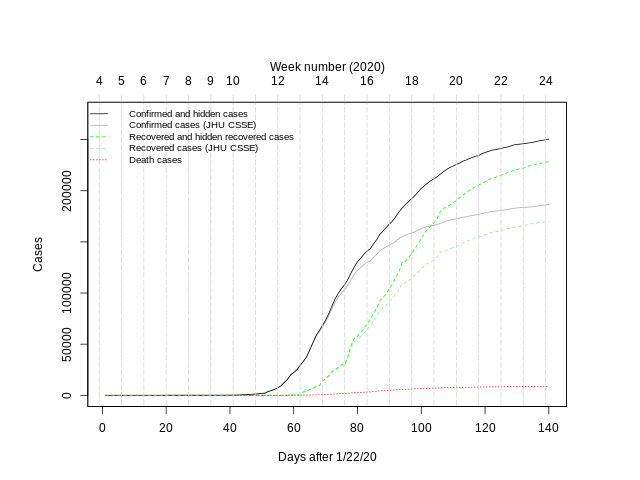 Week number (2020)
4 5 6 7 8 9 10 12 14 16 18 20 22 24
Confirmed and hidden cases
Confirmed cases (JHU CSSE)
Recovered and hidden recovered cases
Recovered cases (JHU CSSE)
Death cases
Cases
200000
100000
50000
0
0 20 40 60 80 100 120 140
Days after 1/22/20